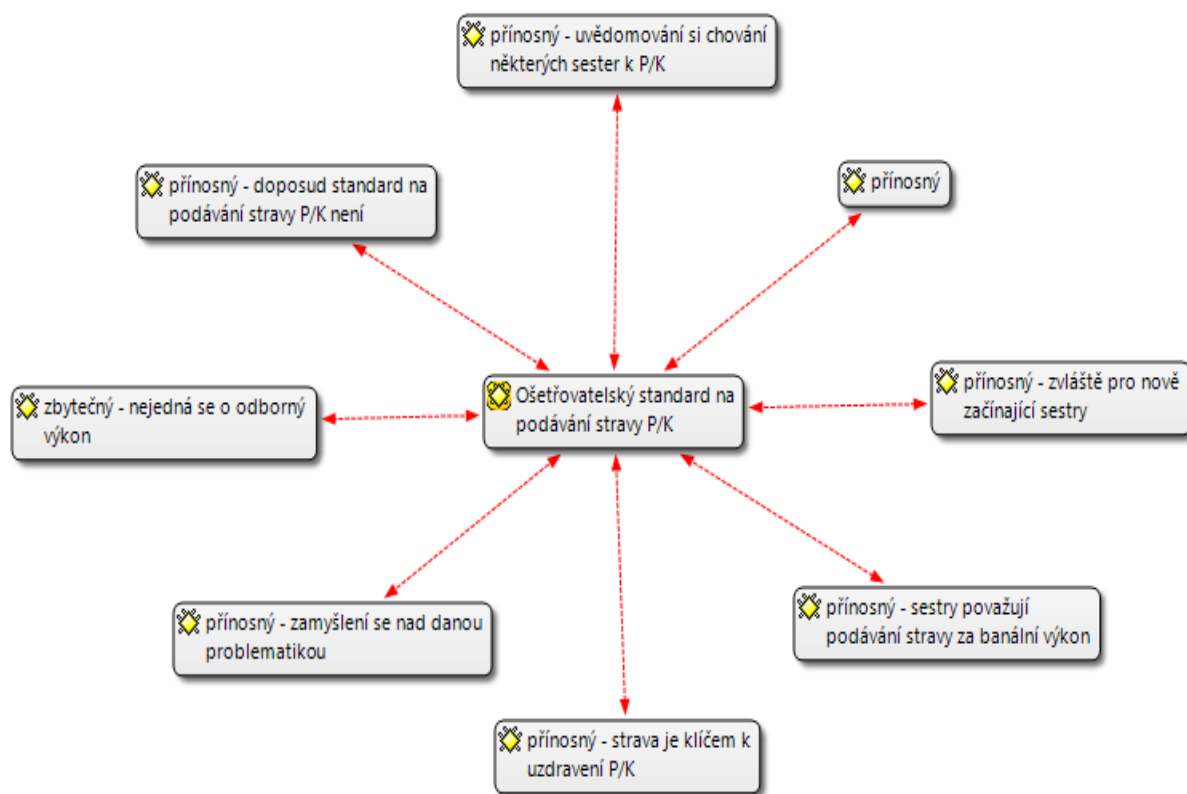 přínosný - uvědomování si chování
některých sester k P/K
přínosný - doposud standard na
podávání stravy P/K není
přínosný
zbytečný - nejedná se o odborný
výkon
Ošetřovatelský standard na
podávání stravy P/K
přínosný - zvláště pro nově
začínající sestry
přínosný - zamyšlení se nad danou
problematikou
přínosný - sestry považují
podávání stravy za banální výkon
přínosný - strava je klíčem k
uzdravení P/K